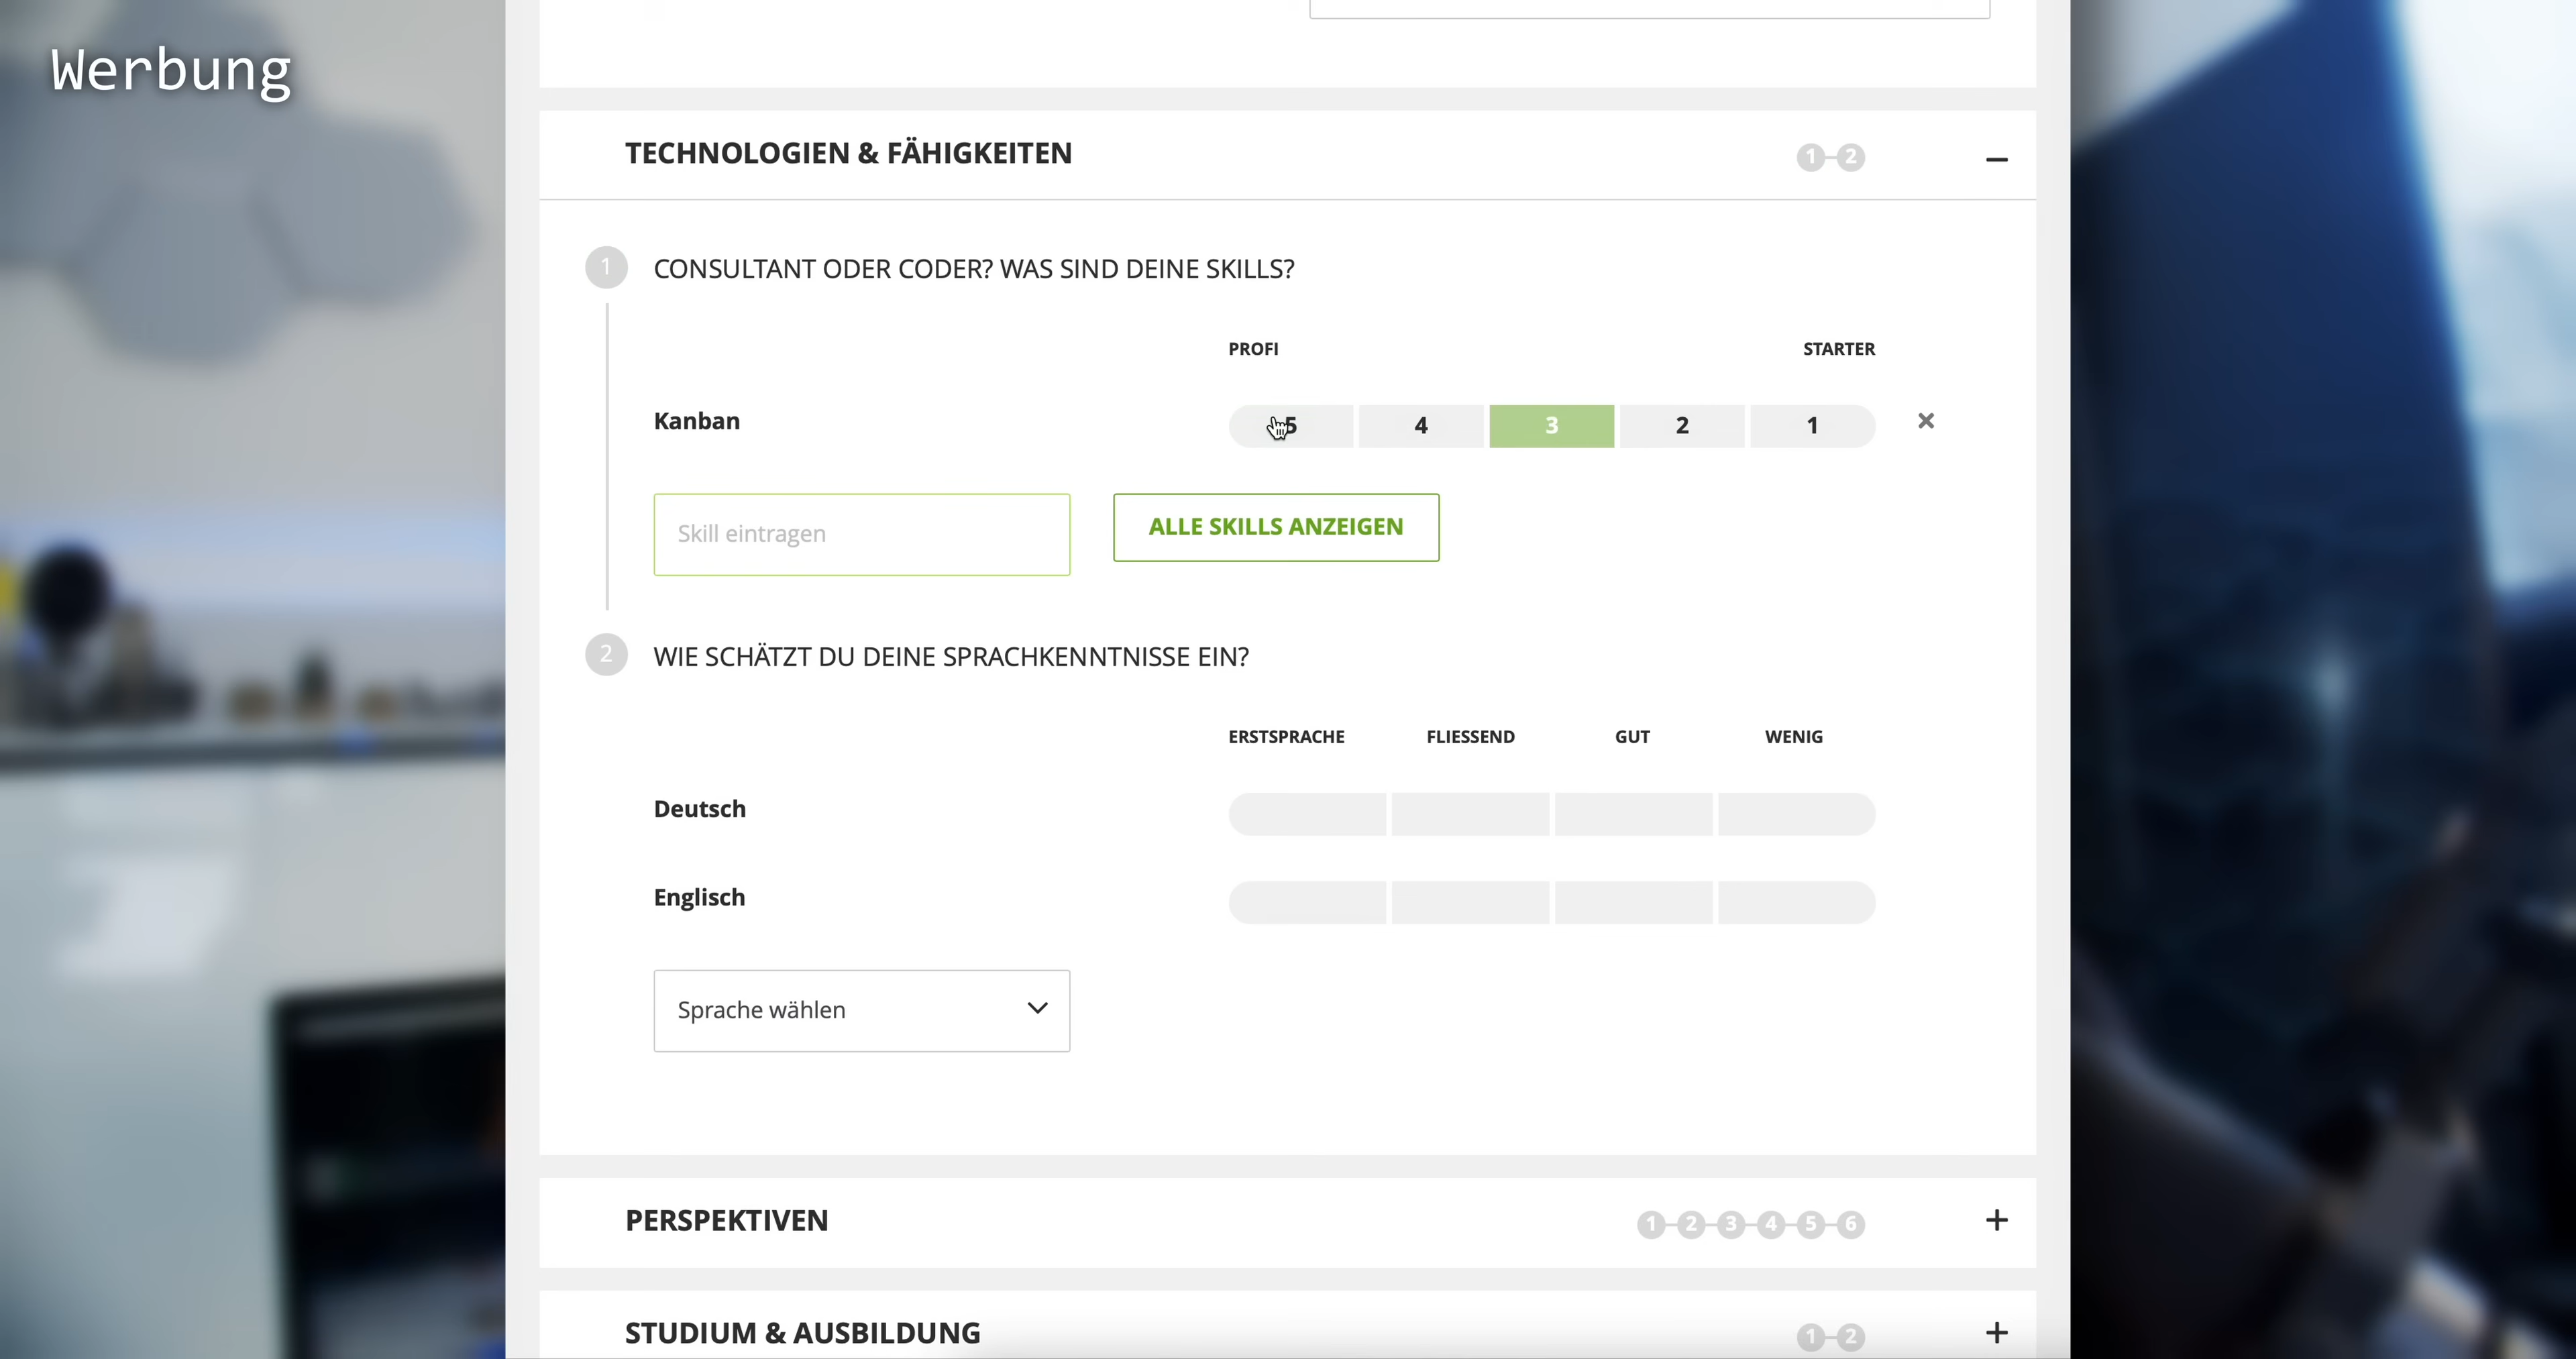 Werbung
TECHNOLOGIEN & FÄHIGKEITEN
1 2
1 CONSULTANT ODER CODER? WAS SIND DEINE SKILLS?
PROFI STARTER
Kanban 5 4 3 2 1
Skill eintragen ALLE SKILLS ANZEIGEN
2 WIE SCHÄTZT DU DEINE SPRACHKENNTNISSE EIN?
ERSTSPRACHE FLIESSEND GUT WENIG
Deutsch
Englisch
Sprache wählen
PERSPEKTIVEN
1 2 3 4 5 6
STUDIUM & AUSBILDUNG
1 2